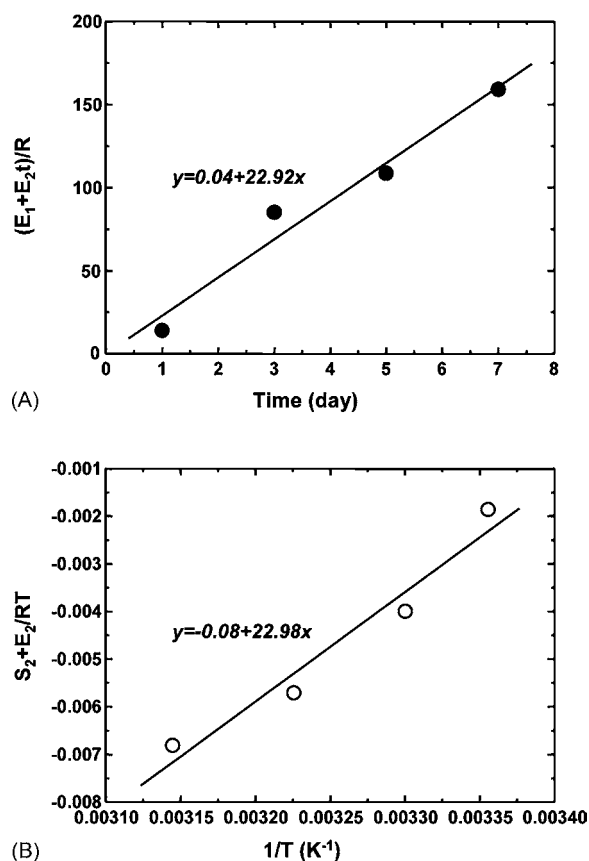 200
150
100
50
0
(E₁+E₂t)/R
y=0.04+22.92x
0 1 2 3 4 5 6 7 8
Time (day)
(A)
-0.001
-0.002
-0.003
-0.004
-0.005
-0.006
-0.007
-0.008
S₂+E₂/RT
y=-0.08+22.98x
0.00310 0.00315 0.00320 0.00325 0.00330 0.00335 0.00340
1/T (K⁻¹)
(B)